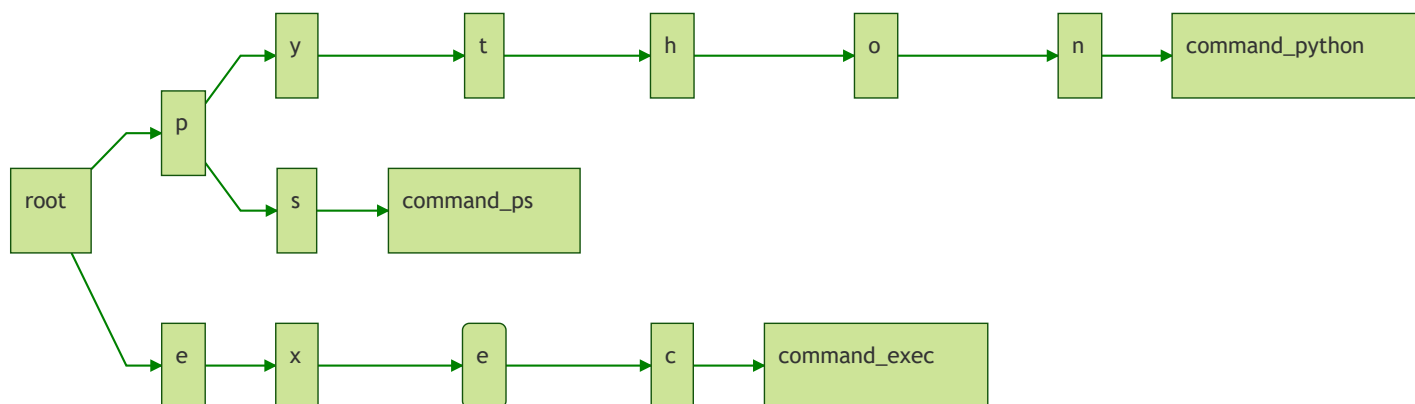 y t h o n command_python
p
root s command_ps
e x e c command_exec